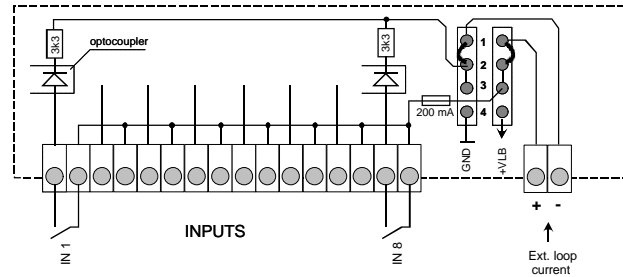 3k3
optocoupler
3k3
1
2
3
4
200 mA
GND
+VLB
+ -
IN 1
INPUTS
IN 8
Ext. loop
current